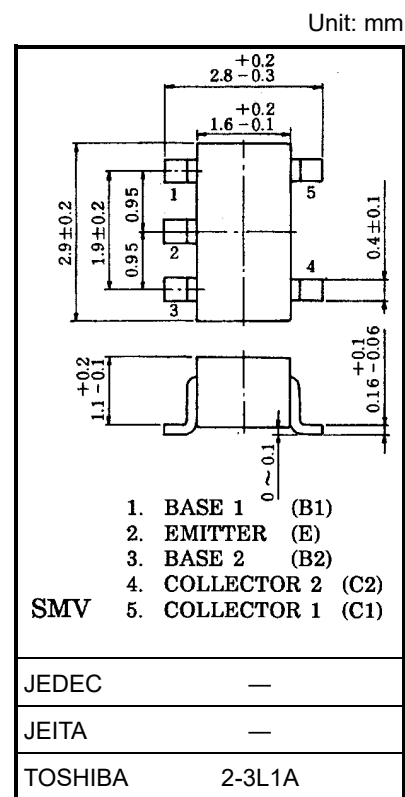 Unit: mm
+0.2
2.8 −0.3
+0.2
1.6 −0.1
2.9±0.2
1.9±0.2
0.95
0.95
1
2
3
5
4
0.4±0.1
+0.2
1.1 −0.1
+0.1
0.16 −0.06
0 ~ 0.1
1. BASE 1 (B1)
2. EMITTER (E)
3. BASE 2 (B2)
4. COLLECTOR 2 (C2)
SMV 5. COLLECTOR 1 (C1)
JEDEC —
JEITA —
TOSHIBA 2-3L1A